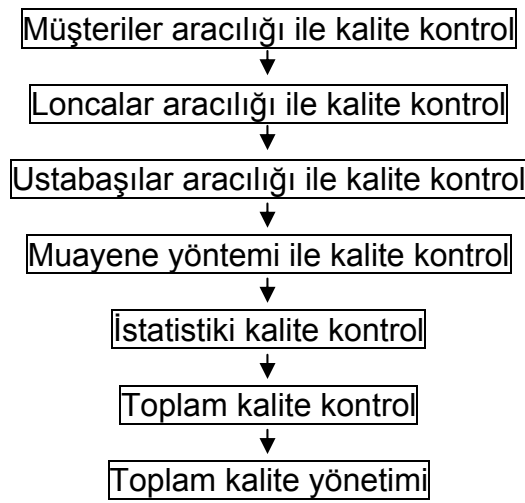 Müşteriler aracılığı ile kalite kontrol
Loncalar aracılığı ile kalite kontrol
Ustabaşılar aracılığı ile kalite kontrol
Muayene yöntemi ile kalite kontrol
İstatistiki kalite kontrol
Toplam kalite kontrol
Toplam kalite yönetimi